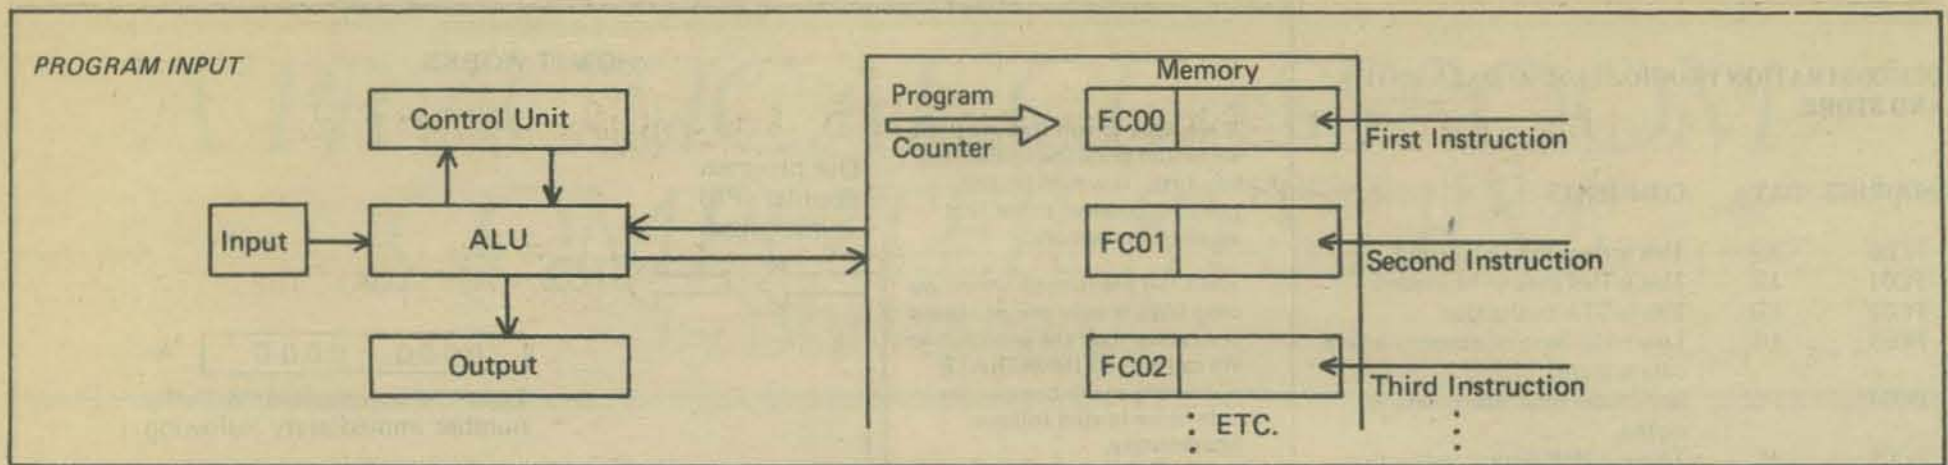 PROGRAM INPUT
Control Unit
Input
ALU
Output
Program
Counter
Memory
FC00
First Instruction
FC01
Second Instruction
FC02
Third Instruction
ETC.